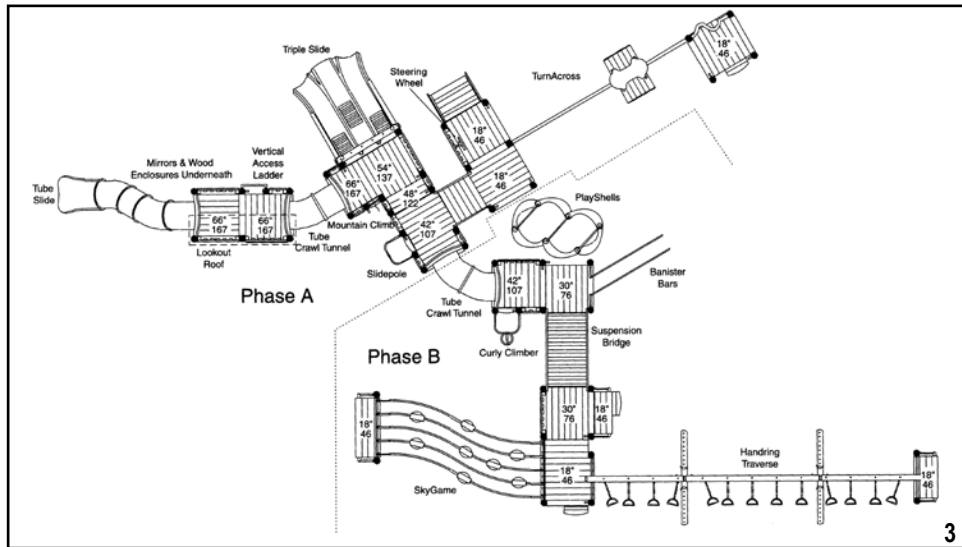 Triple Slide
Steering
Wheel
TurnAcross
18"
46
Vertical
Access
Ladder
Mirrors & Wood
Enclosures Underneath
Tube
Slide
66"
167
66"
167
Lookout
Roof
Tube
Crawl Tunnel
66"
167
54"
137
48"
122
42"
107
Mountain Climb
Slidepole
18"
46
18"
46
Phase A
PlayShells
Banister
Bars
Tube
Crawl Tunnel
42"
107
30"
76
Curly Climber
Suspension
Bridge
Phase B
30"
76
18"
46
18"
46
SkyGame
18"
46
Handring
Traverse
18"
46
3